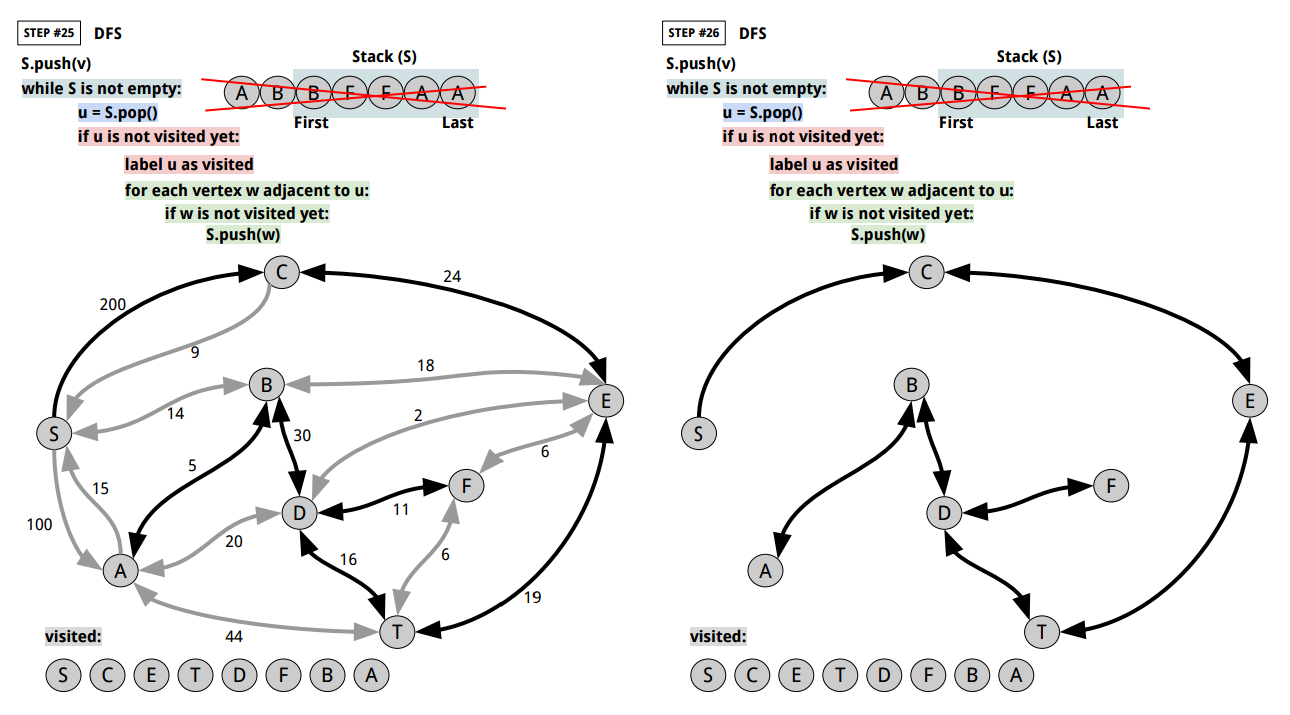 STEP #25 DFS
S.push(v)
Stack (S)
while S is not empty:
A B B F F A A
u = S.pop()
First Last
if u is not visited yet:
label u as visited
for each vertex w adjacent to u:
if w is not visited yet:
S.push(w)
C
24
200
9
18
B
E
14
2
S
30
6
5
F
15
D
11
100
20
16
6
A
19
T
44
visited:
S C E T D F B A
STEP #26 DFS
S.push(v)
Stack (S)
while S is not empty:
A B B F F A A
u = S.pop()
First Last
if u is not visited yet:
label u as visited
for each vertex w adjacent to u:
if w is not visited yet:
S.push(w)
C
B
E
S
F
D
A
T
visited:
S C E T D F B A